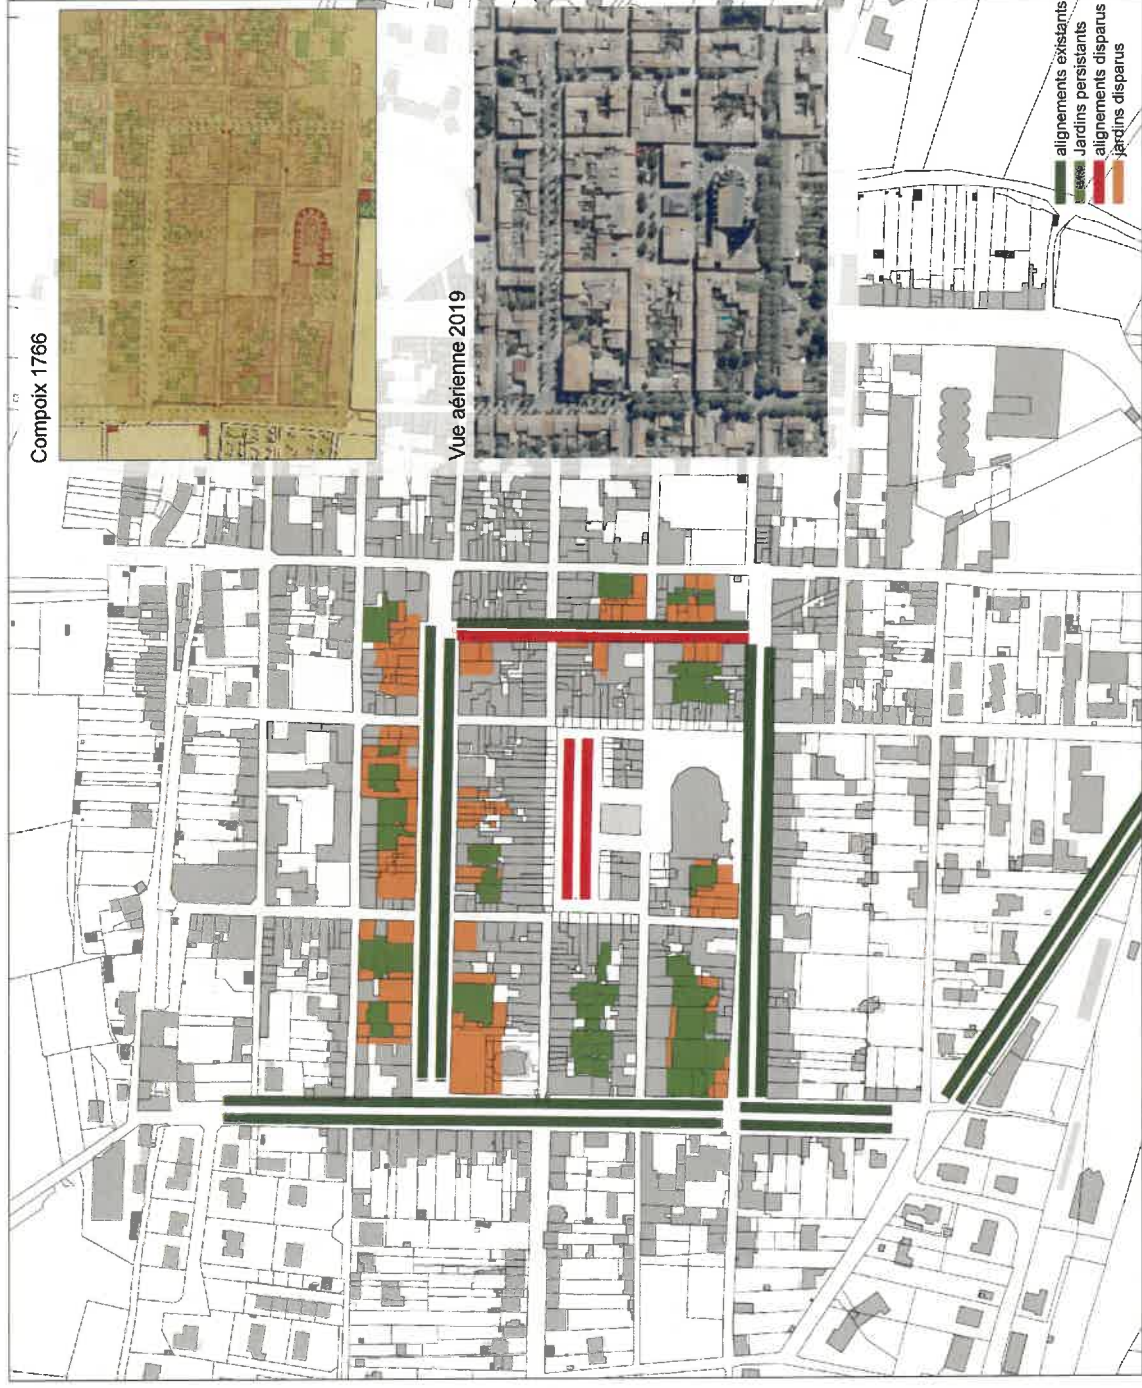 Compoix 1766
Vue aérienne 2019
alignements existants
Jardins persistants
alignements disparus
jardins disparus